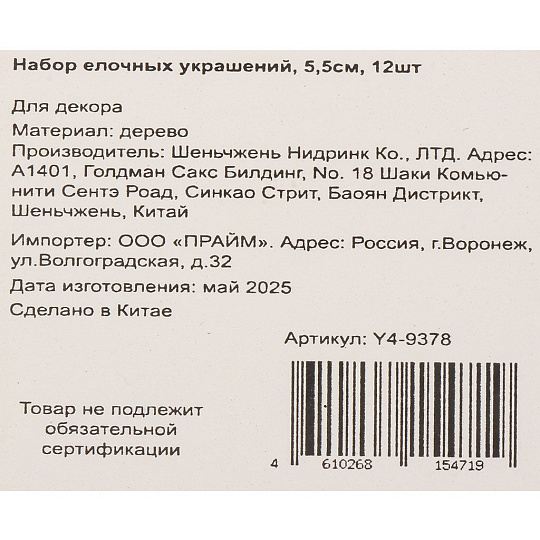 Набор елочных украшений, 5,5см, 12шт
Для декора
Материал: дерево
Производитель: Шеньчжень Нидринк Ко., ЛТД. Адрес:
А1401, Голдман Сакс Билдинг, No. 18 Шаки Комью-
нити Сентэ Роад, Синкао Стрит, Баоян Дистрикт,
Шеньчжень, Китай
Импортер: ООО «ПРАЙМ». Адрес: Россия, г.Воронеж,
ул.Волгоградская, д.32
Дата изготовления: май 2025
Сделано в Китае
Артикул: Y4-9378
Товар не подлежит
обязательной
сертификации
4 610268 154719